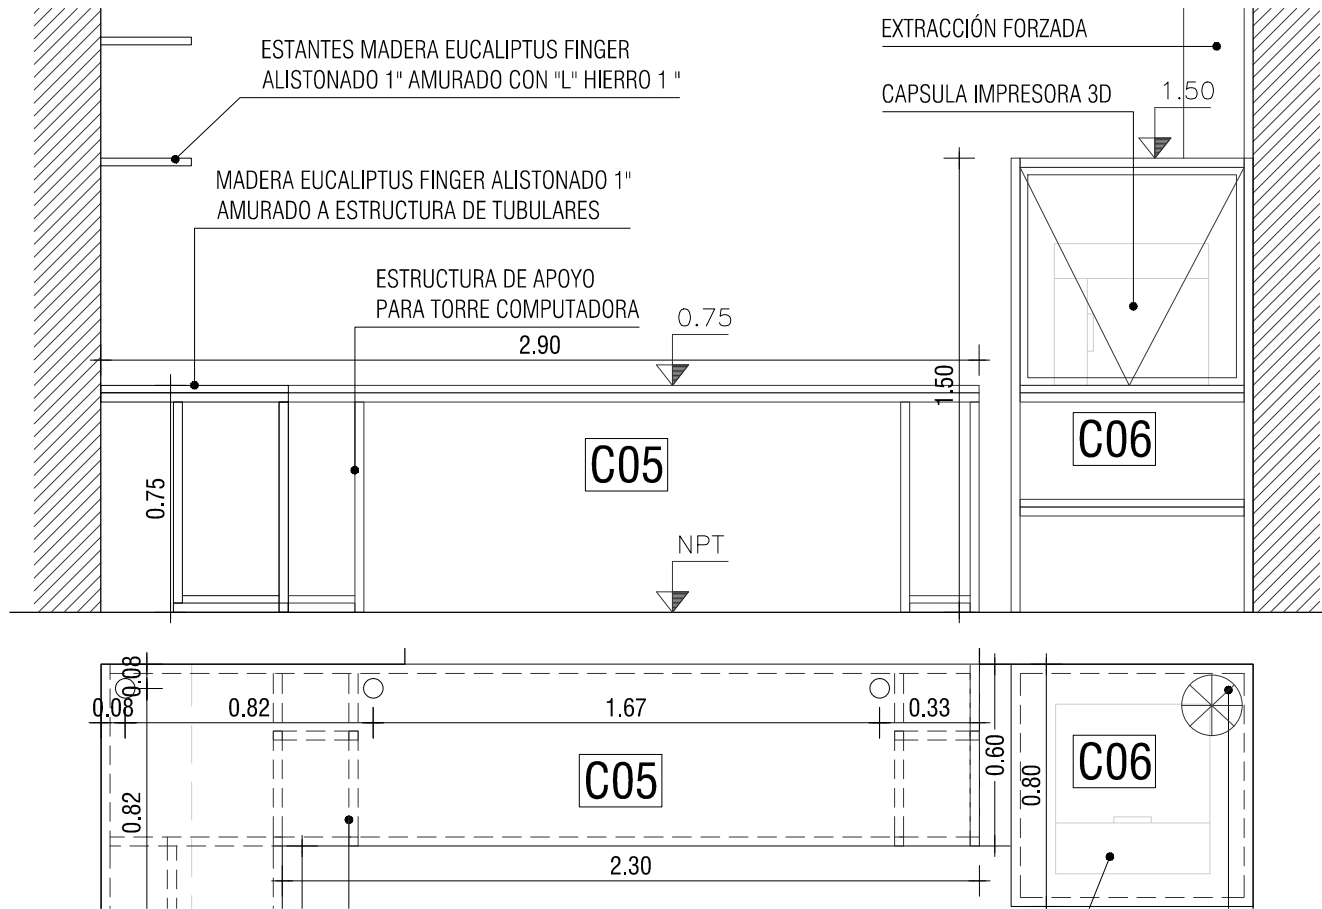 EXTRACCIÓN FORZADA
ESTANTES MADERA EUCALIPTUS FINGER
ALISTONADO 1" AMURADO CON "L" HIERRO 1 "
CAPSULA IMPRESORA 3D
1.50
MADERA EUCALIPTUS FINGER ALISTONADO 1"
AMURADO A ESTRUCTURA DE TUBULARES
ESTRUCTURA DE APOYO
PARA TORRE COMPUTADORA
0.75
2.90
1.50
C05
C06
0.75
NPT
0.08
0.08
0.82
1.67
0.33
0.60
0.80
C05
C06
0.82
2.30